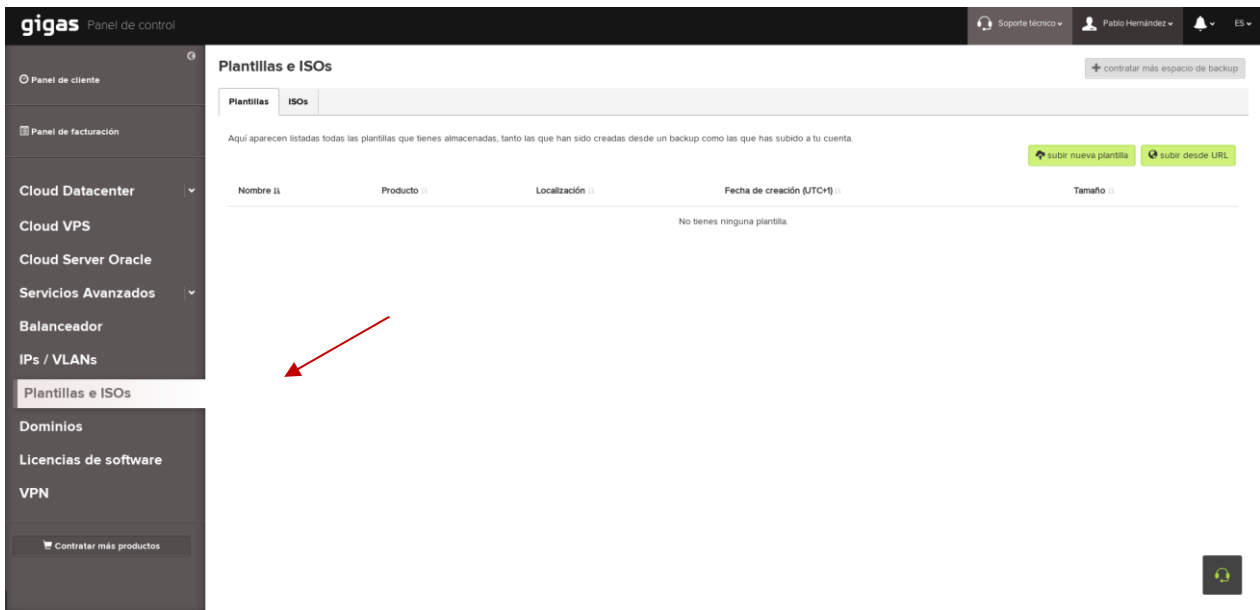 gigas Panel de control
Soporte técnico
Pablo Hernández
ES
Panel de cliente
Panel de facturación
Cloud Datacenter
Cloud VPS
Cloud Server Oracle
Servicios Avanzados
Balanceador
IPs / VLANs
Plantillas e ISOs
Dominios
Licencias de software
VPN
Contratar más productos
Plantillas e ISOs
contratar más espacio de backup
Plantillas ISOs
Aquí aparecen listadas todas las plantillas que tienes almacenadas, tanto las que han sido creadas desde un backup como las que has subido a tu cuenta.
subir nueva plantilla
subir desde URL
Nombre Producto Localización Fecha de creación (UTC+1) Tamaño
No tienes ninguna plantilla.